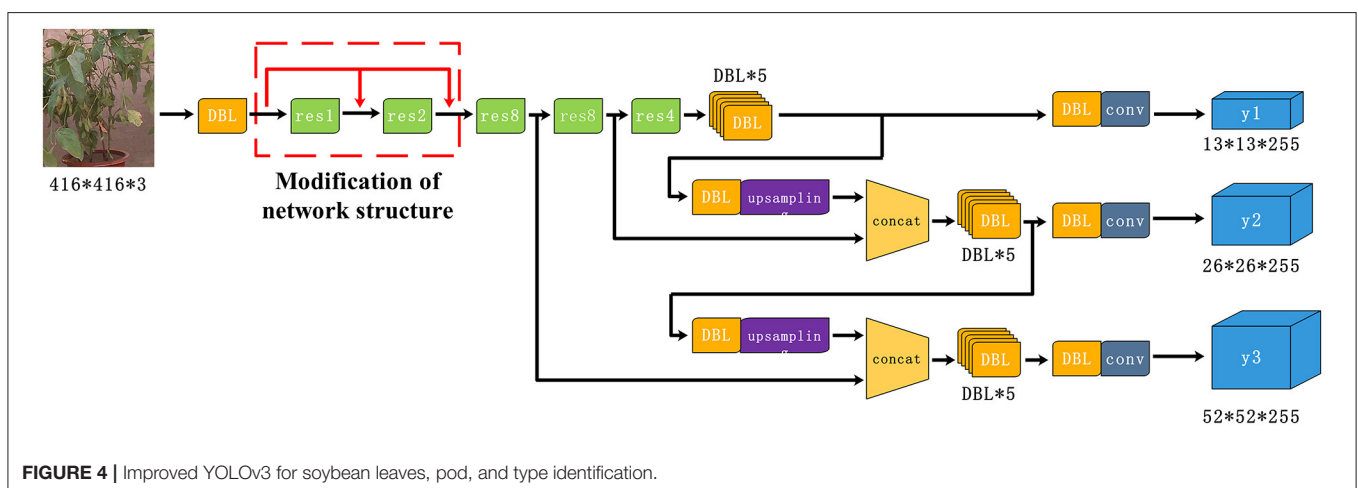 DBL*5
DBL
res1
res2
res8
res8
res4
DBL
DBL
conv
y1
416*416*3
13*13*255
Modification of
network structure
DBL
upsamplin
g
concat
DBL
DBL*5
DBL
conv
y2
26*26*255
DBL
upsamplin
g
concat
DBL
DBL*5
DBL
conv
y3
52*52*255
FIGURE 4 | Improved YOLOv3 for soybean leaves, pod, and type identification.